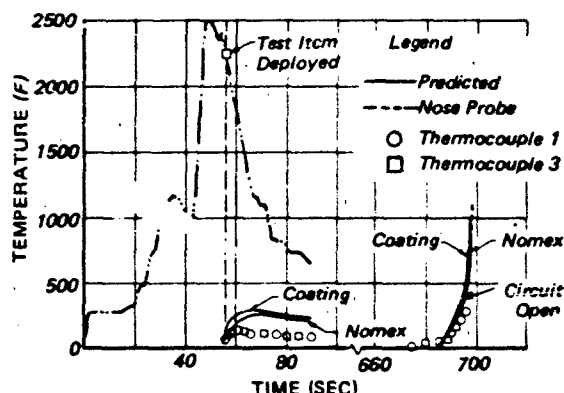 2500
2000
1500
1000
500
0
TEMPERATURE (F)
Test Itcm
Deployed
Legend
Predicted
Nose Probe
Thermocouple 1
Thermocouple 3
Coating
Nomex
Coating
Nomex
Circuit
Open
40
80
660
700
TIME (SEC)